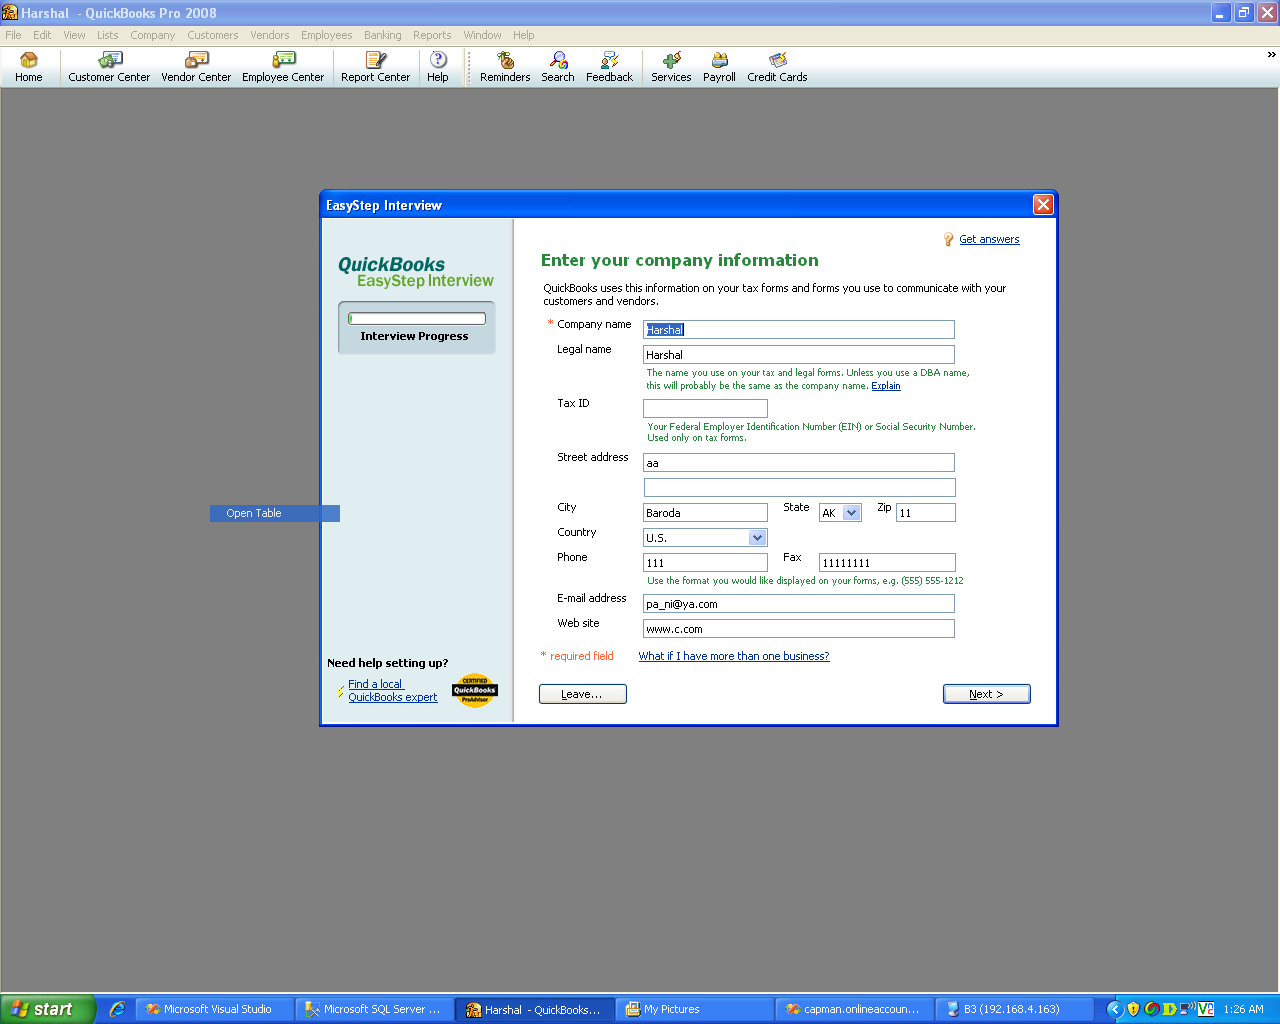 Harshal - QuickBooks Pro 2008
File Edit View Lists Company Customers Vendors Employees Banking Reports Window Help
Home Customer Center Vendor Center Employee Center Report Center Help Reminders Search Feedback Services Payroll Credit Cards »
EasyStep Interview
Get answers
QuickBooks
EasyStep Interview
Interview Progress
Enter your company information
QuickBooks uses this information on your tax forms and forms you use to communicate with your
customers and vendors.
* Company name Harshal
Legal name Harshal
The name you use on your tax and legal forms. Unless you use a DBA name,
this will probably be the same as the company name. Explain
Tax ID
Your Federal Employer Identification Number (EIN) or Social Security Number.
Used only on tax forms.
Street address aa
Open Table
City Baroda State AK Zip 11
Country U.S.
Phone 111 Fax 11111111
Use the format you would like displayed on your forms, e.g. (555) 555-1212
E-mail address pa_ni@ya.com
Web site www.c.com
* required field What if I have more than one business?
Need help setting up?
Find a local
QuickBooks expert
CERTIFIED
QuickBooks
ProAdvisor
Leave... Next >
start Microsoft Visual Studio Microsoft SQL Server ... Harshal - QuickBooks... My Pictures capman.onlineaccoun... B3 (192.168.4.163) 1:26 AM